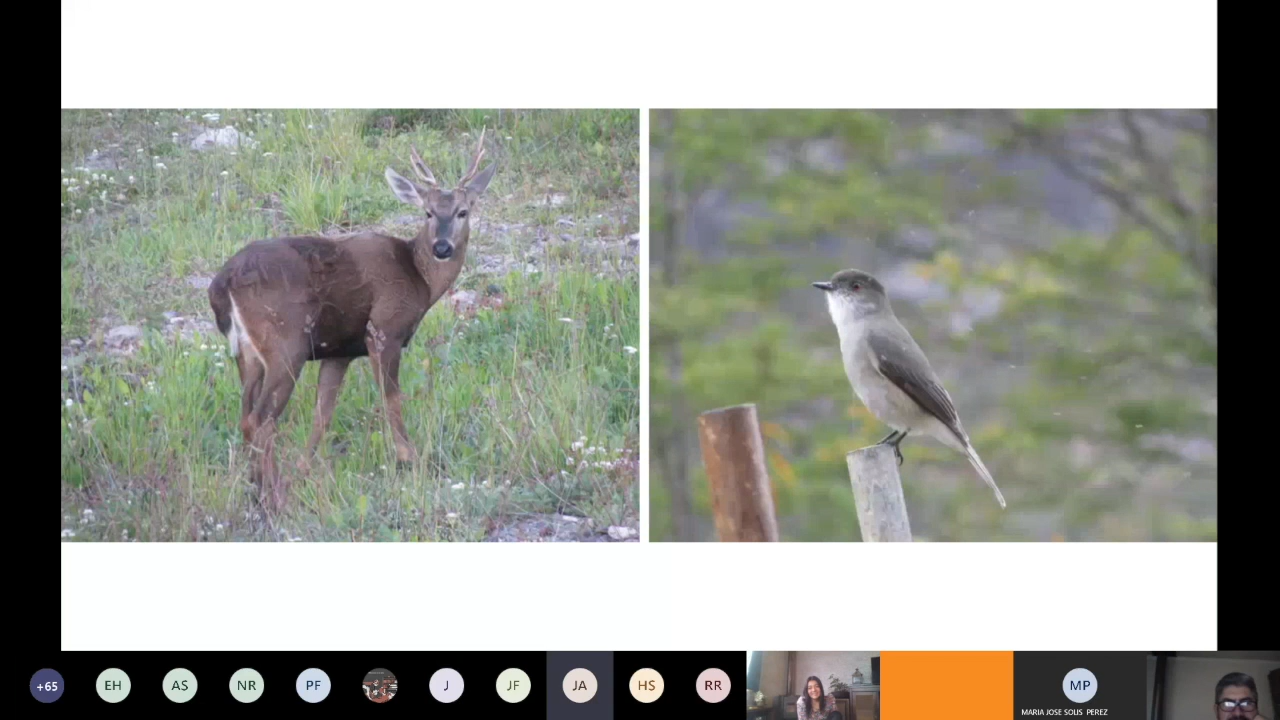 +65
EH
AS
NR
PF
J
JF
JA
HS
RR
MP
MARIA JOSE SOLIS PEREZ